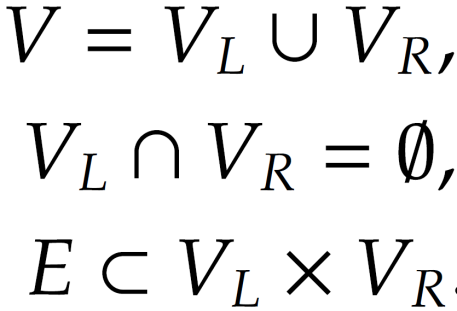 V = V_L ∪ V_R,
V_L ∩ V_R = ∅,
E ⊂ V_L × V_R.